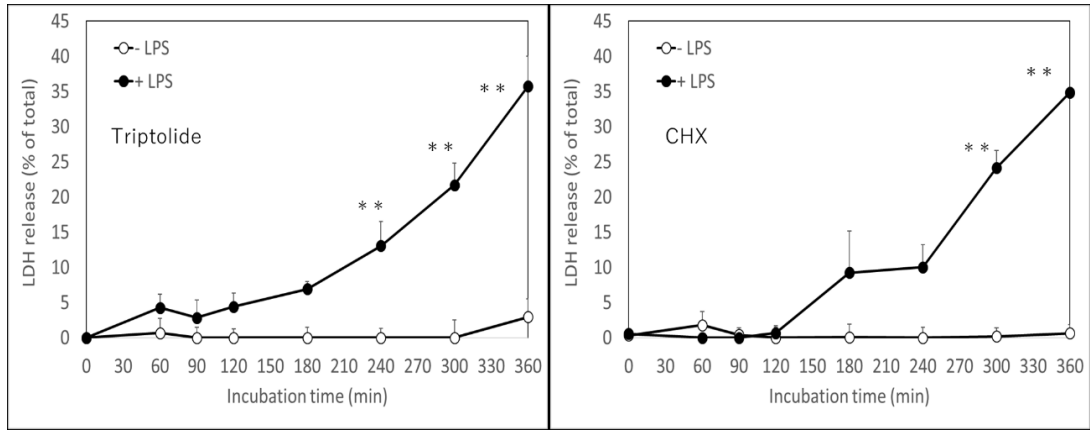 45
40
35
30
25
20
15
10
5
0
LDH release (% of total)
- LPS
+ LPS
Triptolide
**
**
**
0 30 60 90 120 150 180 210 240 270 300 330 360
Incubation time (min)
45
40
35
30
25
20
15
10
5
0
LDH release (% of total)
- LPS
+ LPS
CHX
**
**
0 30 60 90 120 150 180 210 240 270 300 330 360
Incubation time (min)